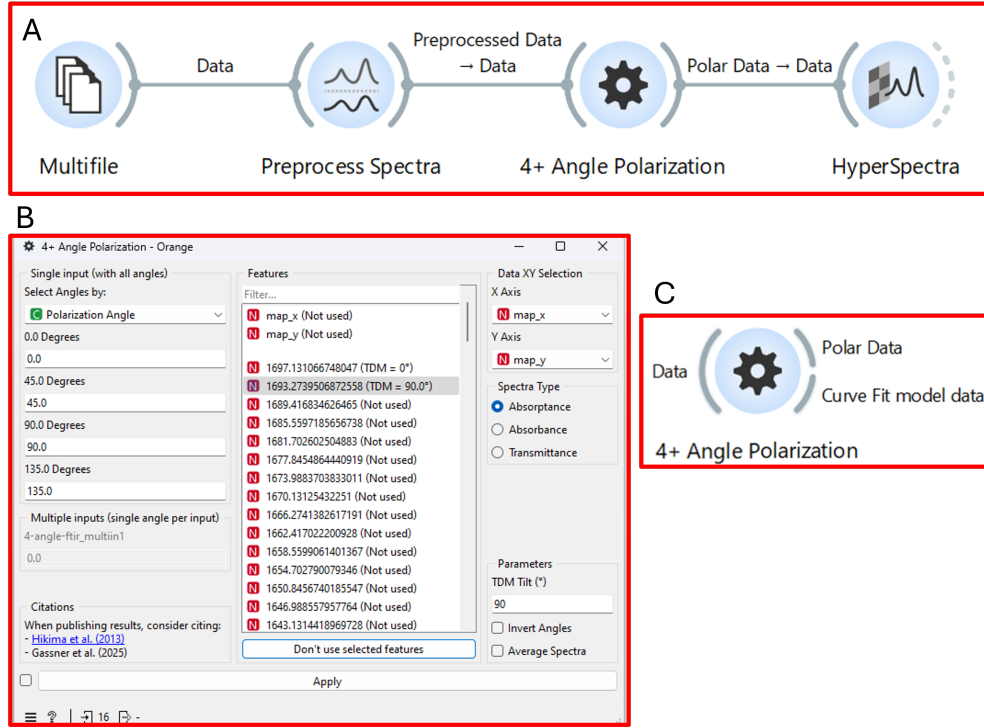 A
Data
Preprocessed Data
→ Data
Polar Data → Data
Multifile
Preprocess Spectra
4+ Angle Polarization
HyperSpectra
B
4+ Angle Polarization - Orange
Single input (with all angles)
Select Angles by:
C Polarization Angle
0.0 Degrees
0.0
45.0 Degrees
45.0
90.0 Degrees
90.0
135.0 Degrees
135.0
Multiple inputs (single angle per input)
4-angle-ftir_multiin1
0.0
Citations
When publishing results, consider citing:
- Hikima et al. (2013)
- Gassner et al. (2025)
Features
Filter...
N map_x (Not used)
N map_y (Not used)
N 1697.131066748047 (TDM = 0°)
N 1693.2739506872558 (TDM = 90.0°)
N 1689.416834626465 (Not used)
N 1685.5597185656738 (Not used)
N 1681.702602504883 (Not used)
N 1677.8454864440919 (Not used)
N 1673.9883703833011 (Not used)
N 1670.13125432251 (Not used)
N 1666.2741382617191 (Not used)
N 1662.417022200928 (Not used)
N 1658.5599061401367 (Not used)
N 1654.702790079346 (Not used)
N 1650.8456740185547 (Not used)
N 1646.988557957764 (Not used)
N 1643.1314418969728 (Not used)
Don't use selected features
Data XY Selection
X Axis
N map_x
Y Axis
N map_y
Spectra Type
Absorptance
Absorbance
Transmittance
Parameters
TDM Tilt (°)
90
Invert Angles
Average Spectra
Apply
? 16 -
C
Data
Polar Data
Curve Fit model data
4+ Angle Polarization